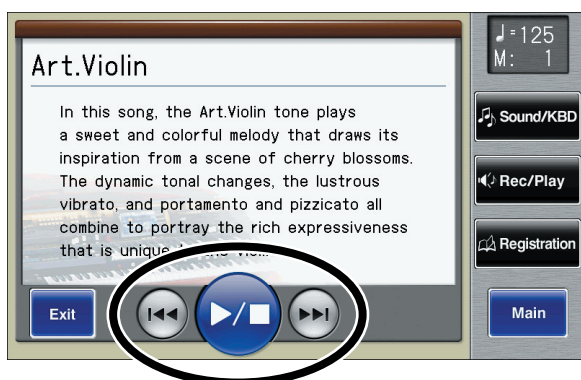 Art.Violin
In this song, the Art.Violin tone plays
a sweet and colorful melody that draws its
inspiration from a scene of cherry blossoms.
The dynamic tonal changes, the lustrous
vibrato, and portamento and pizzicato all
combine to portray the rich expressiveness
that is unique
Exit
♩=125
M: 1
Sound/KBD
Rec/Play
Registration
Main